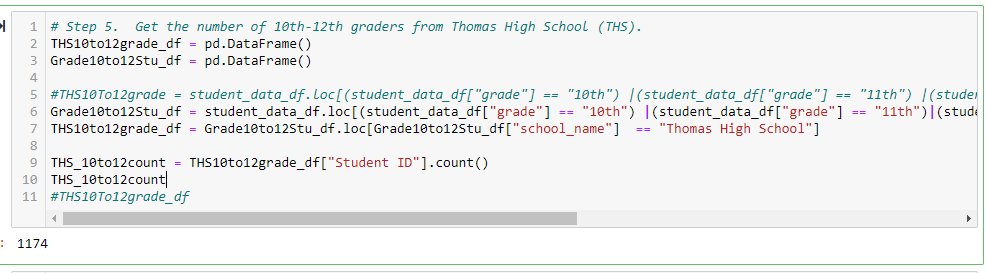 1 # Step 5.  Get the number of 10th-12th graders from Thomas High School (THS).
2 THS10to12grade_df = pd.DataFrame()
3 Grade10to12Stu_df = pd.DataFrame()
4
5 #THS10To12grade = student_data_df.loc[(student_data_df["grade"] == "10th") |(student_data_df["grade"] == "11th") |(studen
6 Grade10to12Stu_df = student_data_df.loc[(student_data_df["grade"] == "10th") |(student_data_df["grade"] == "11th")|(stude
7 THS10to12grade_df = Grade10to12Stu_df.loc[Grade10to12Stu_df["school_name"]  == "Thomas High School"]
8
9 THS_10to12count = THS10to12grade_df["Student ID"].count()
10 THS_10to12count
11 #THS10To12grade_df
: 1174